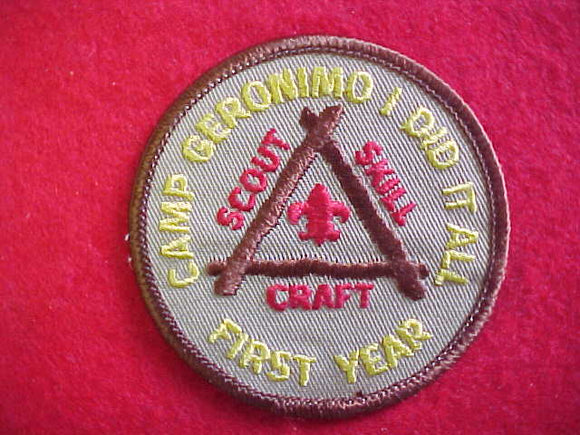 CAMP GERONIMO I DID IT ALL
SCOUT
SKILL
CRAFT
FIRST YEAR